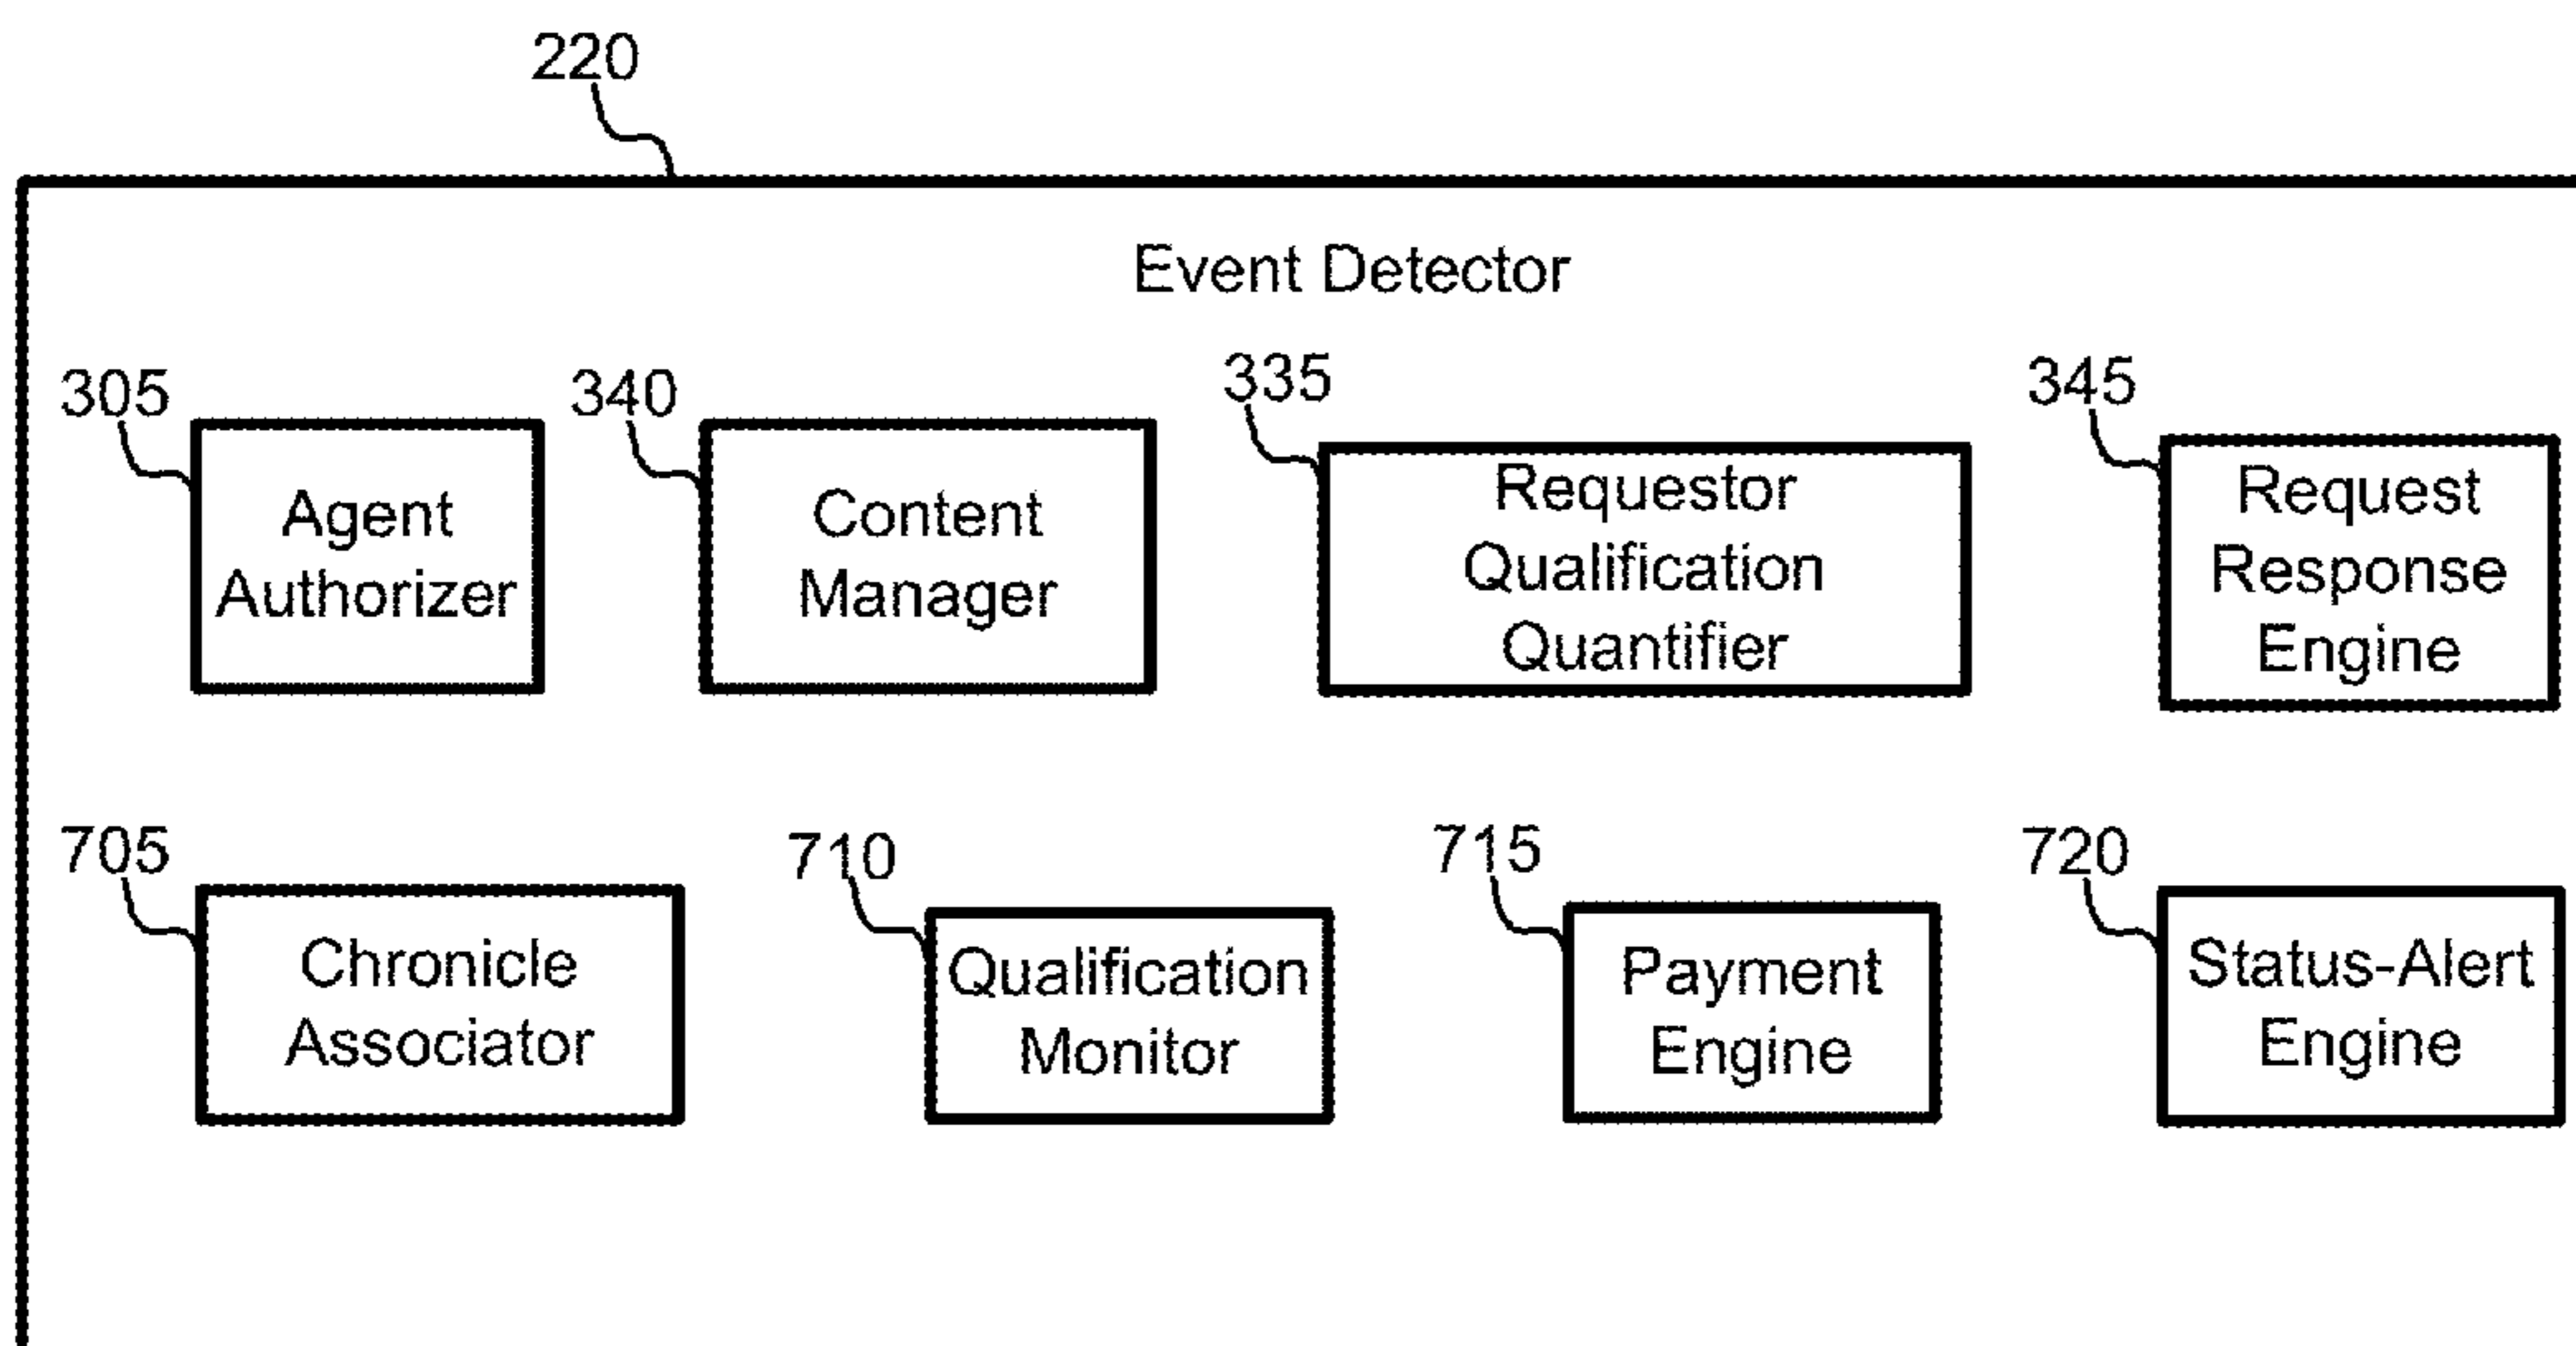 220
Event Detector
305
Agent
Authorizer
340
Content
Manager
335
Requestor
Qualification
Quantifier
345
Request
Response
Engine
705
Chronicle
Associator
710
Qualification
Monitor
715
Payment
Engine
720
Status-Alert
Engine